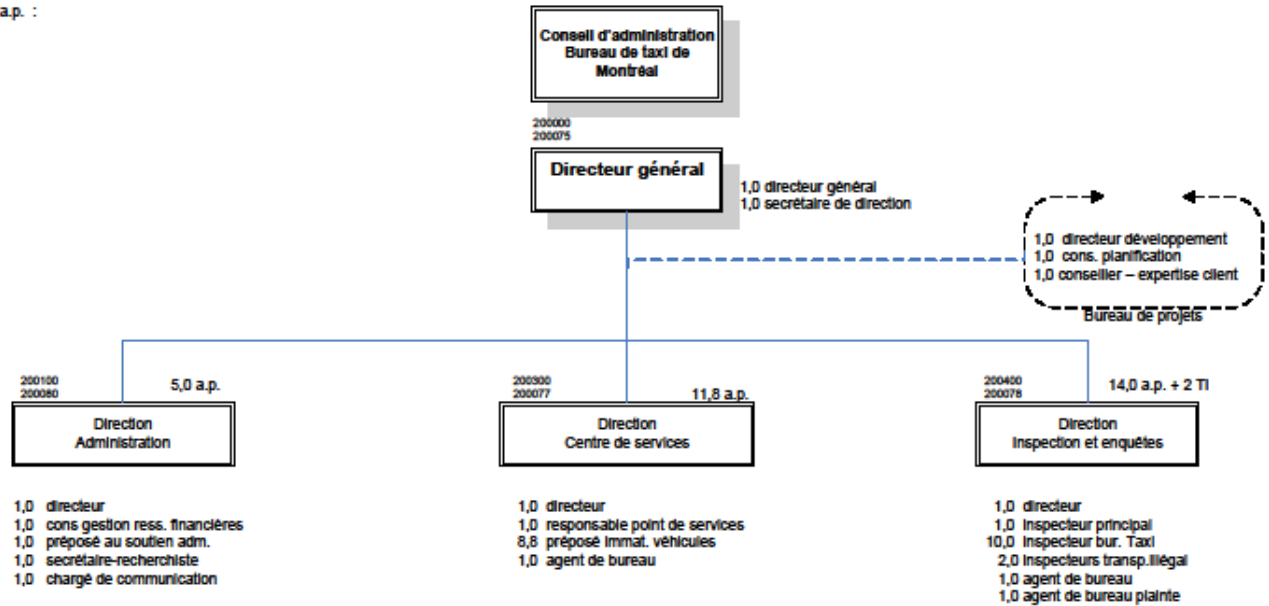 a.p. :
Conseil d'administration
Bureau de taxi de
Montréal
200000
200075
Directeur général
1,0 directeur général
1,0 secrétaire de direction
1,0 directeur développement
1,0 cons. planification
1,0 conseiller – expertise client
Bureau de projets
200100
200080
5,0 a.p.
Direction
Administration
1,0 directeur
1,0 cons gestion ress. financières
1,0 préposé au soutien adm.
1,0 secrétaire-recherchiste
1,0 chargé de communication
200300
200077
11,8 a.p.
Direction
Centre de services
1,0 directeur
1,0 responsable point de services
8,8 préposé immat. véhicules
1,0 agent de bureau
200400
200078
14,0 a.p. + 2 TI
Direction
Inspection et enquêtes
1,0 directeur
1,0 inspecteur principal
10,0 inspecteur bur. Taxi
2,0 inspecteurs transp.illégal
1,0 agent de bureau
1,0 agent de bureau plainte